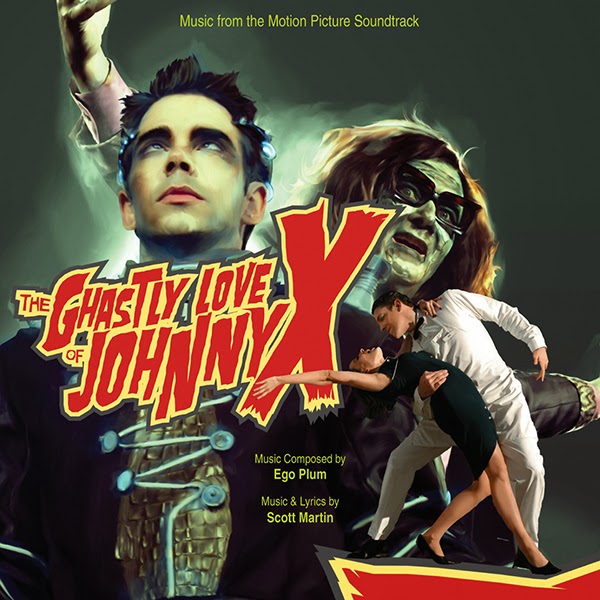 Music from the Motion Picture Soundtrack
THE GHASTLY LOVE
OF JOHNNY X
Music Composed by
Ego Plum
Music & Lyrics by
Scott Martin